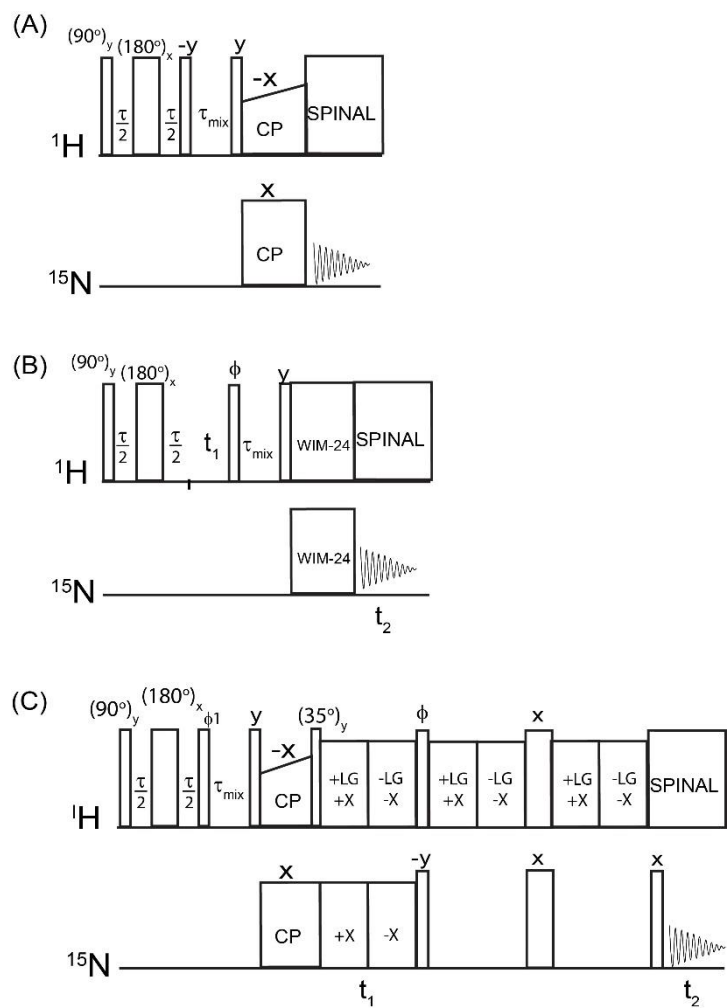 (A)
(90°)y (180°)x -y y
-x
τ/2 τ/2 τmix CP SPINAL
¹H
x
CP
¹⁵N
(B)
(90°)y (180°)x ϕ y
τ/2 τ/2 t₁ τmix WIM-24 SPINAL
¹H
WIM-24
¹⁵N
t₂
(C)
(90°)y (180°)x ϕ1 y (35°)y ϕ x
-x
τ/2 τ/2 τmix CP +LG -LG +LG -LG +LG -LG SPINAL
+X -X +X -X +X -X
¹H
x -y x x
CP +X -X
¹⁵N
t₁ t₂